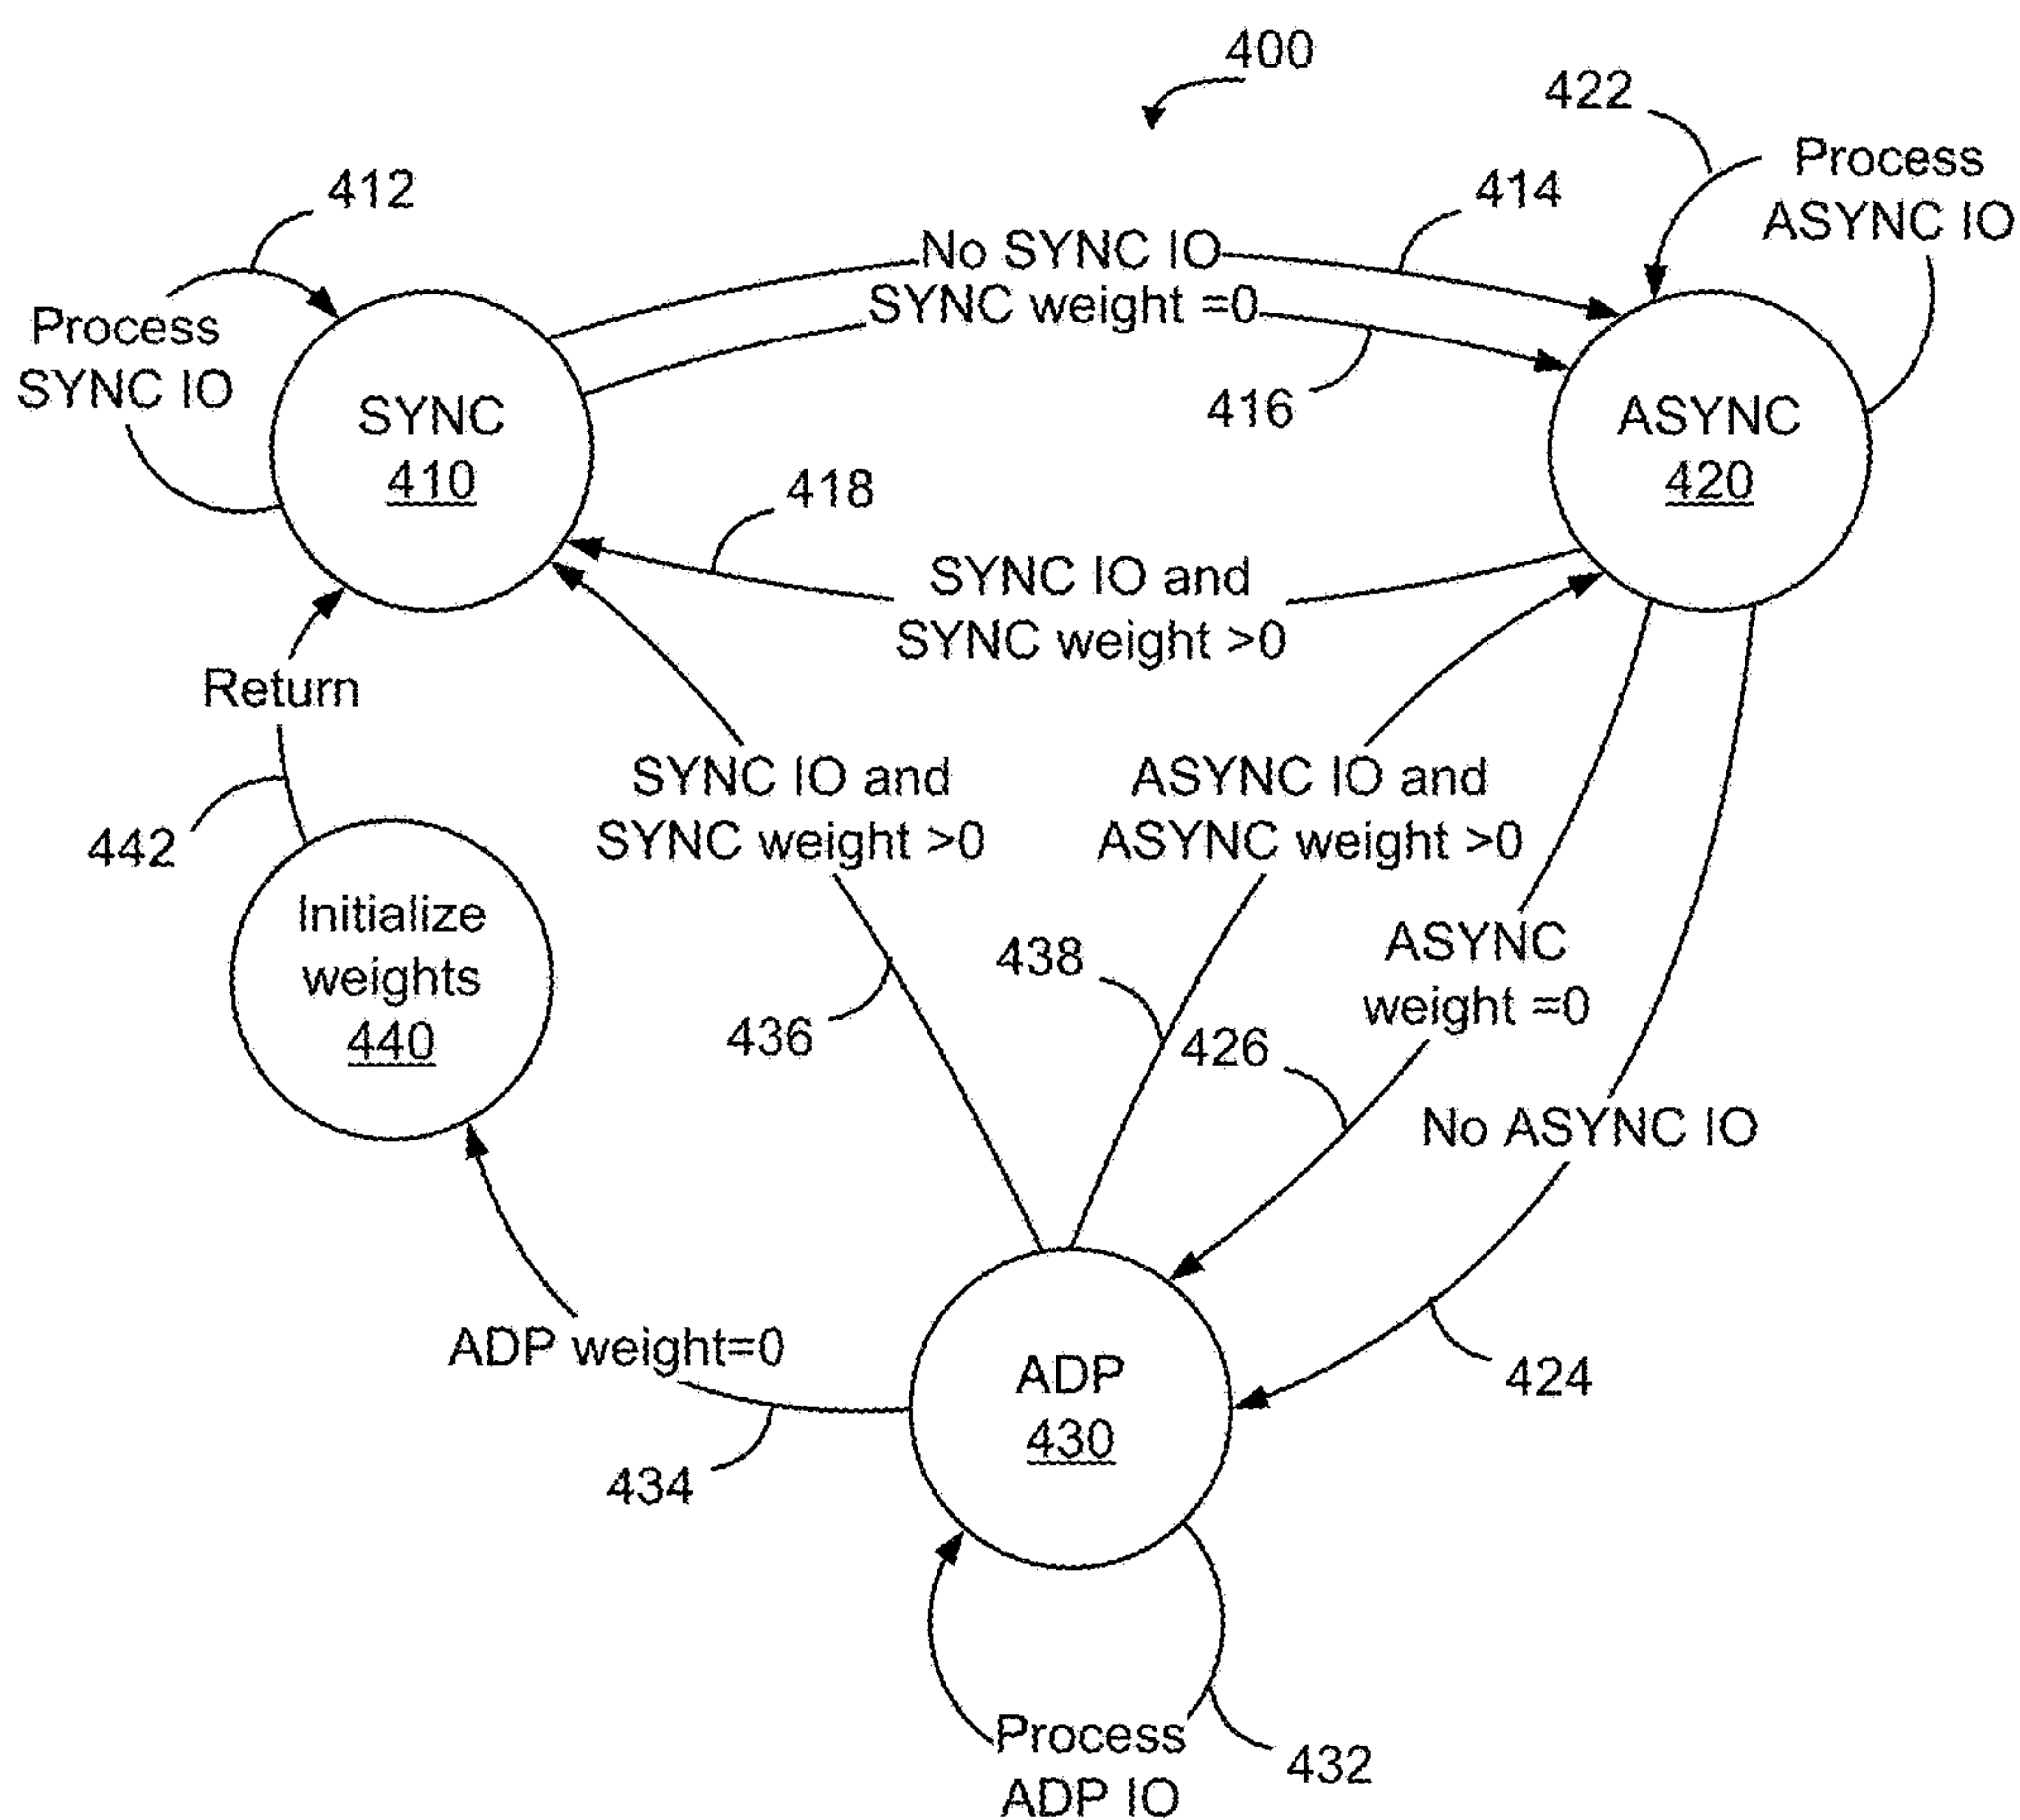 400
422
Process
ASYNC IO
412
414
No SYNC IO
SYNC weight =0
Process
SYNC IO
416
SYNC
410
ASYNC
420
418
SYNC IO and
SYNC weight >0
Return
442
SYNC IO and
SYNC weight >0
ASYNC IO and
ASYNC weight >0
Initialize
weights
440
436
438
426
ASYNC
weight =0
No ASYNC IO
ADP weight=0
434
ADP
430
424
Process
ADP IO
432